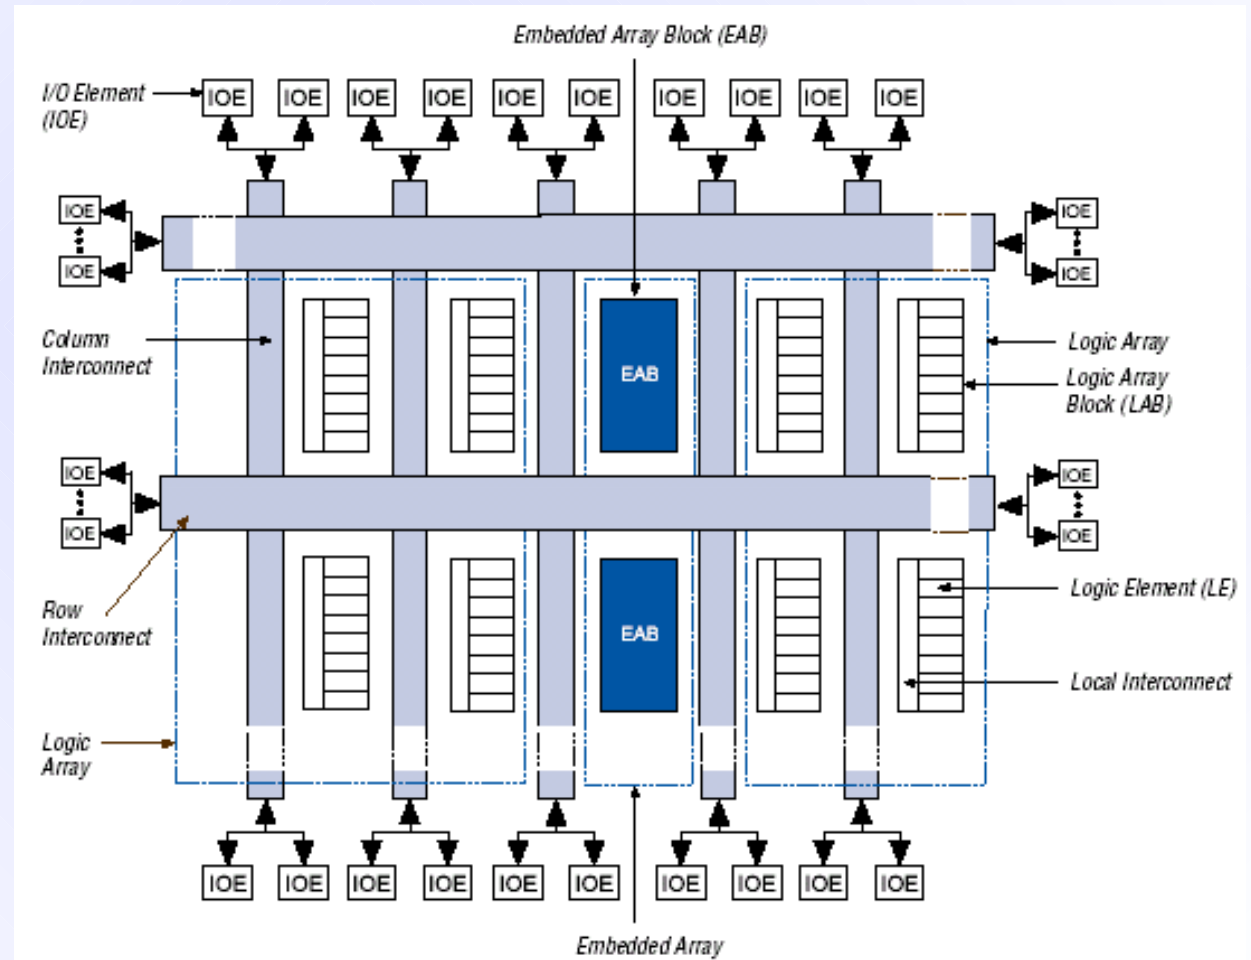 Embedded Array Block (EAB)
I/O Element
(IOE)
IOE IOE IOE IOE IOE IOE IOE IOE IOE IOE
IOE
IOE
IOE
IOE
Column
Interconnect
EAB
Logic Array
Logic Array
Block (LAB)
IOE
IOE
IOE
IOE
Row
Interconnect
EAB
Logic Element (LE)
Local Interconnect
Logic
Array
IOE IOE IOE IOE IOE IOE IOE IOE IOE IOE
Embedded Array